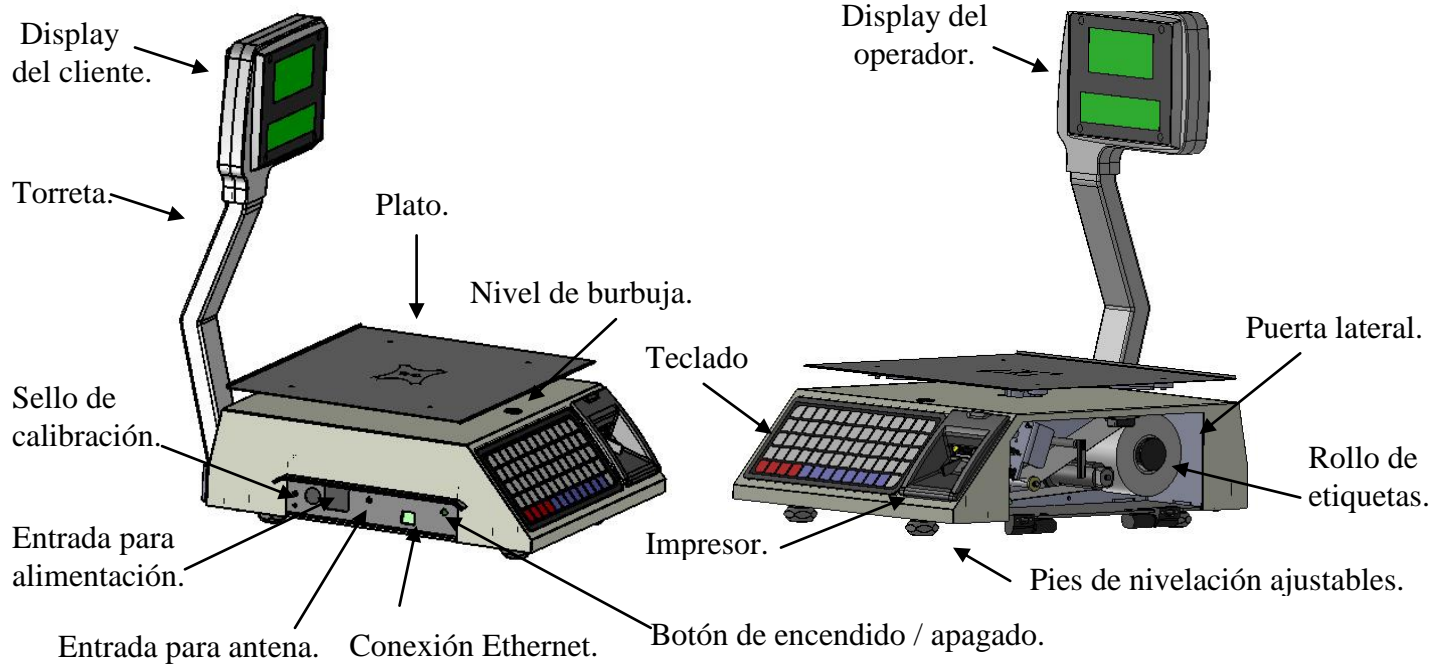 Display
del cliente.
Display del
operador.
Torreta.
Plato.
Nivel de burbuja.
Teclado
Puerta lateral.
Sello de
calibración.
Rollo de
etiquetas.
Entrada para
alimentación.
Impresor.
Pies de nivelación ajustables.
Entrada para antena.
Conexión Ethernet.
Botón de encendido / apagado.